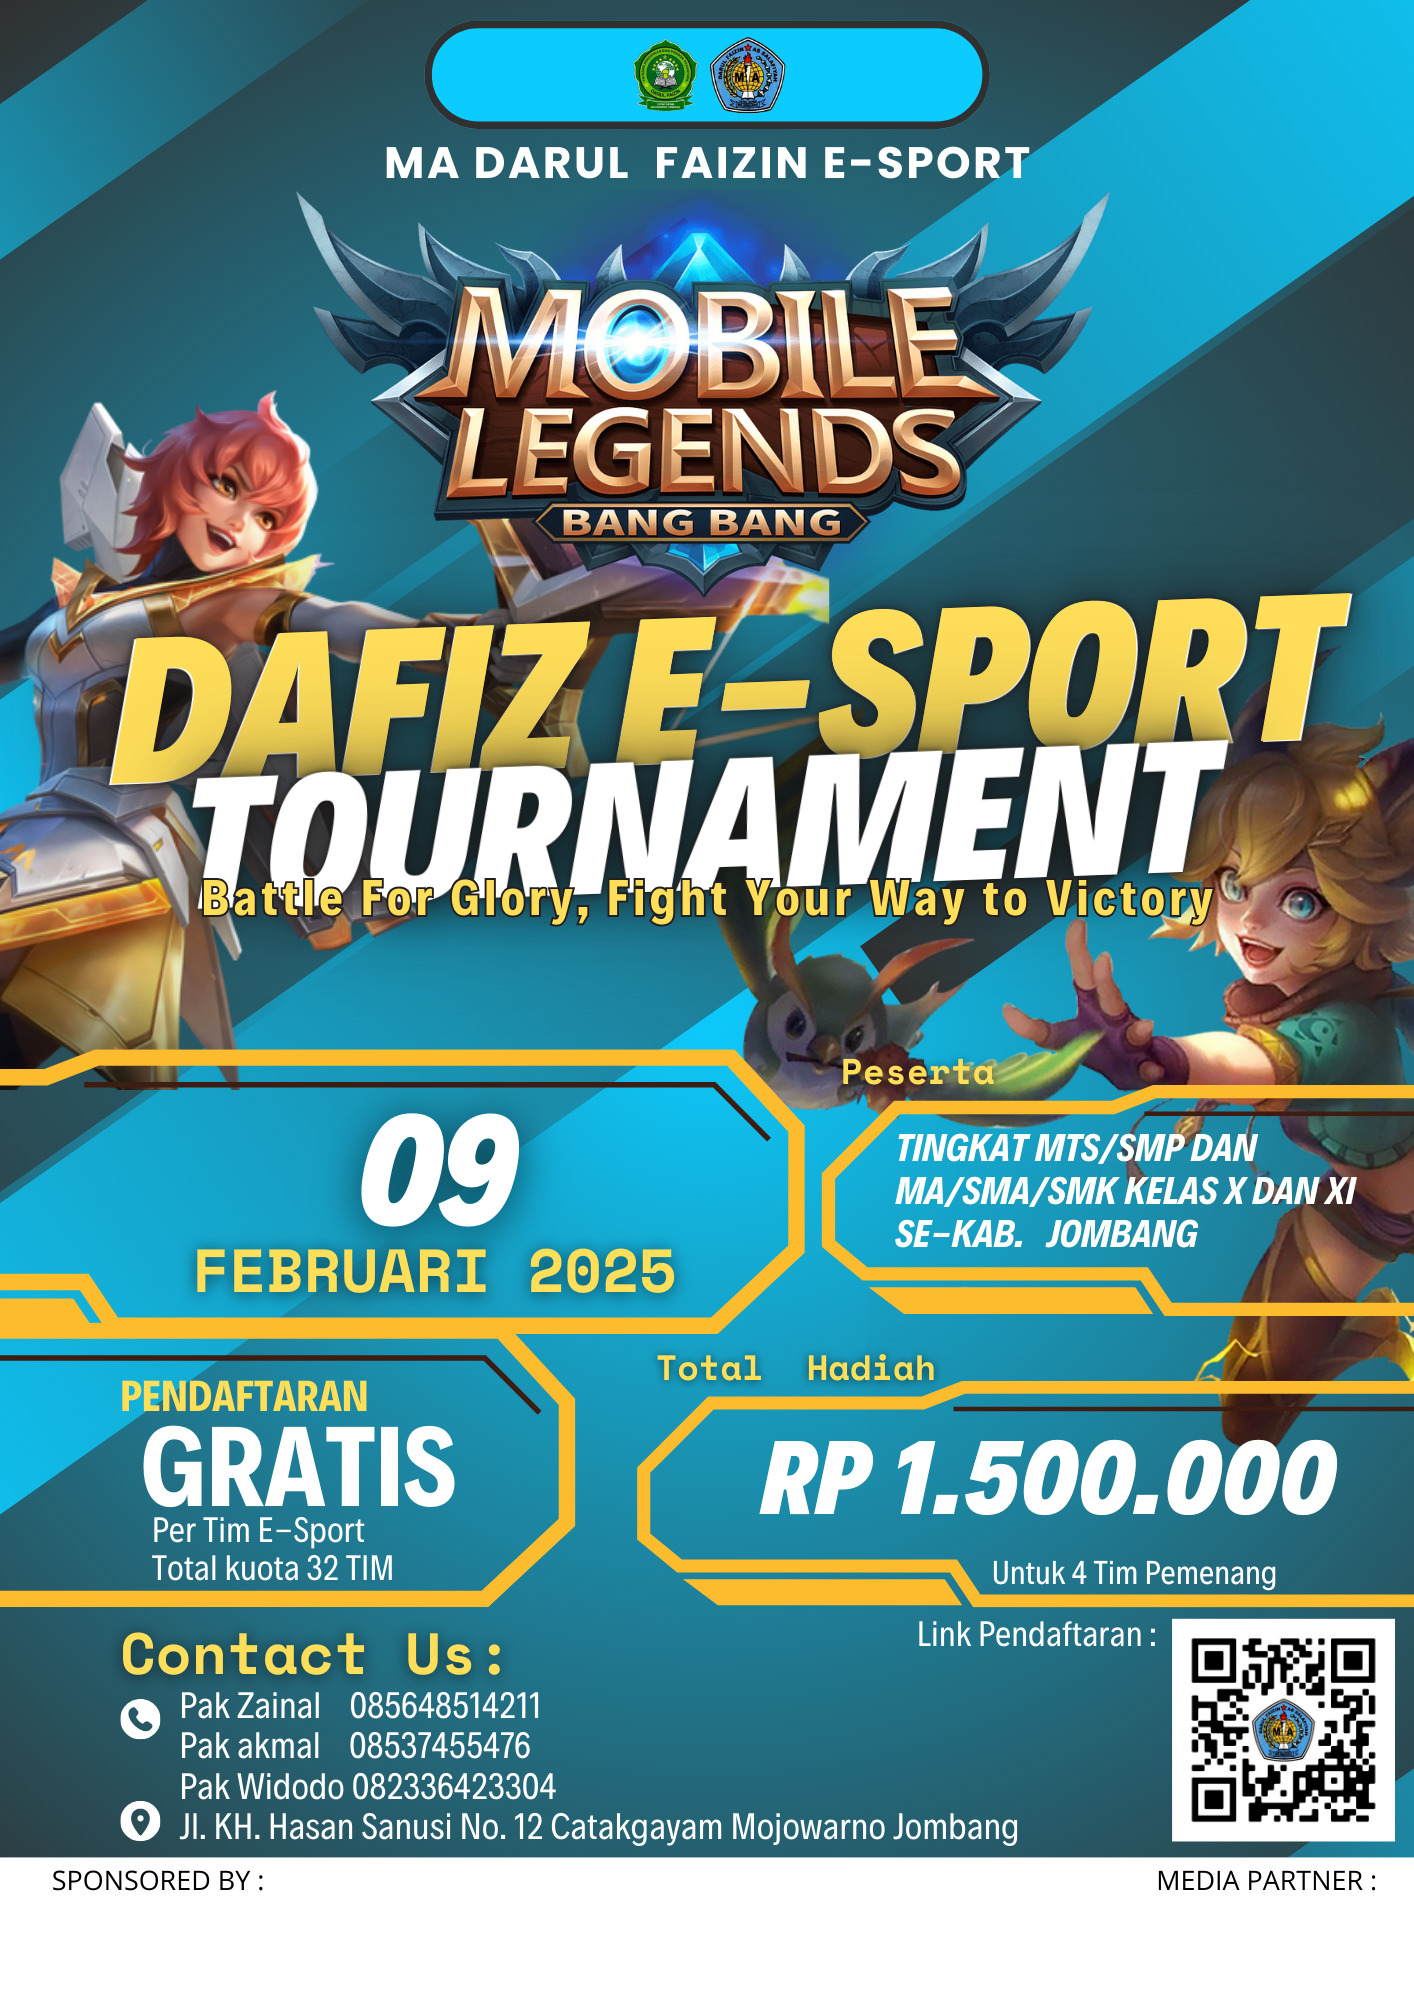 MA DARUL FAIZIN E-SPORT
MOBILE
LEGENDS
BANG BANG
DAFIZ E-SPORT
TOURNAMENT
Battle For Glory, Fight Your Way to Victory
09
FEBRUARI 2025
Peserta
TINGKAT MTS/SMP DAN
MA/SMA/SMK KELAS X DAN XI
SE-KAB. JOMBANG
PENDAFTARAN
GRATIS
Per Tim E-Sport
Total kuota 32 TIM
Total Hadiah
RP 1.500.000
Untuk 4 Tim Pemenang
Link Pendaftaran :
Contact Us:
Pak Zainal 085648514211
Pak akmal 08537455476
Pak Widodo 082336423304
Jl. KH. Hasan Sanusi No. 12 Catakgayam Mojowarno Jombang
SPONSORED BY :
MEDIA PARTNER :